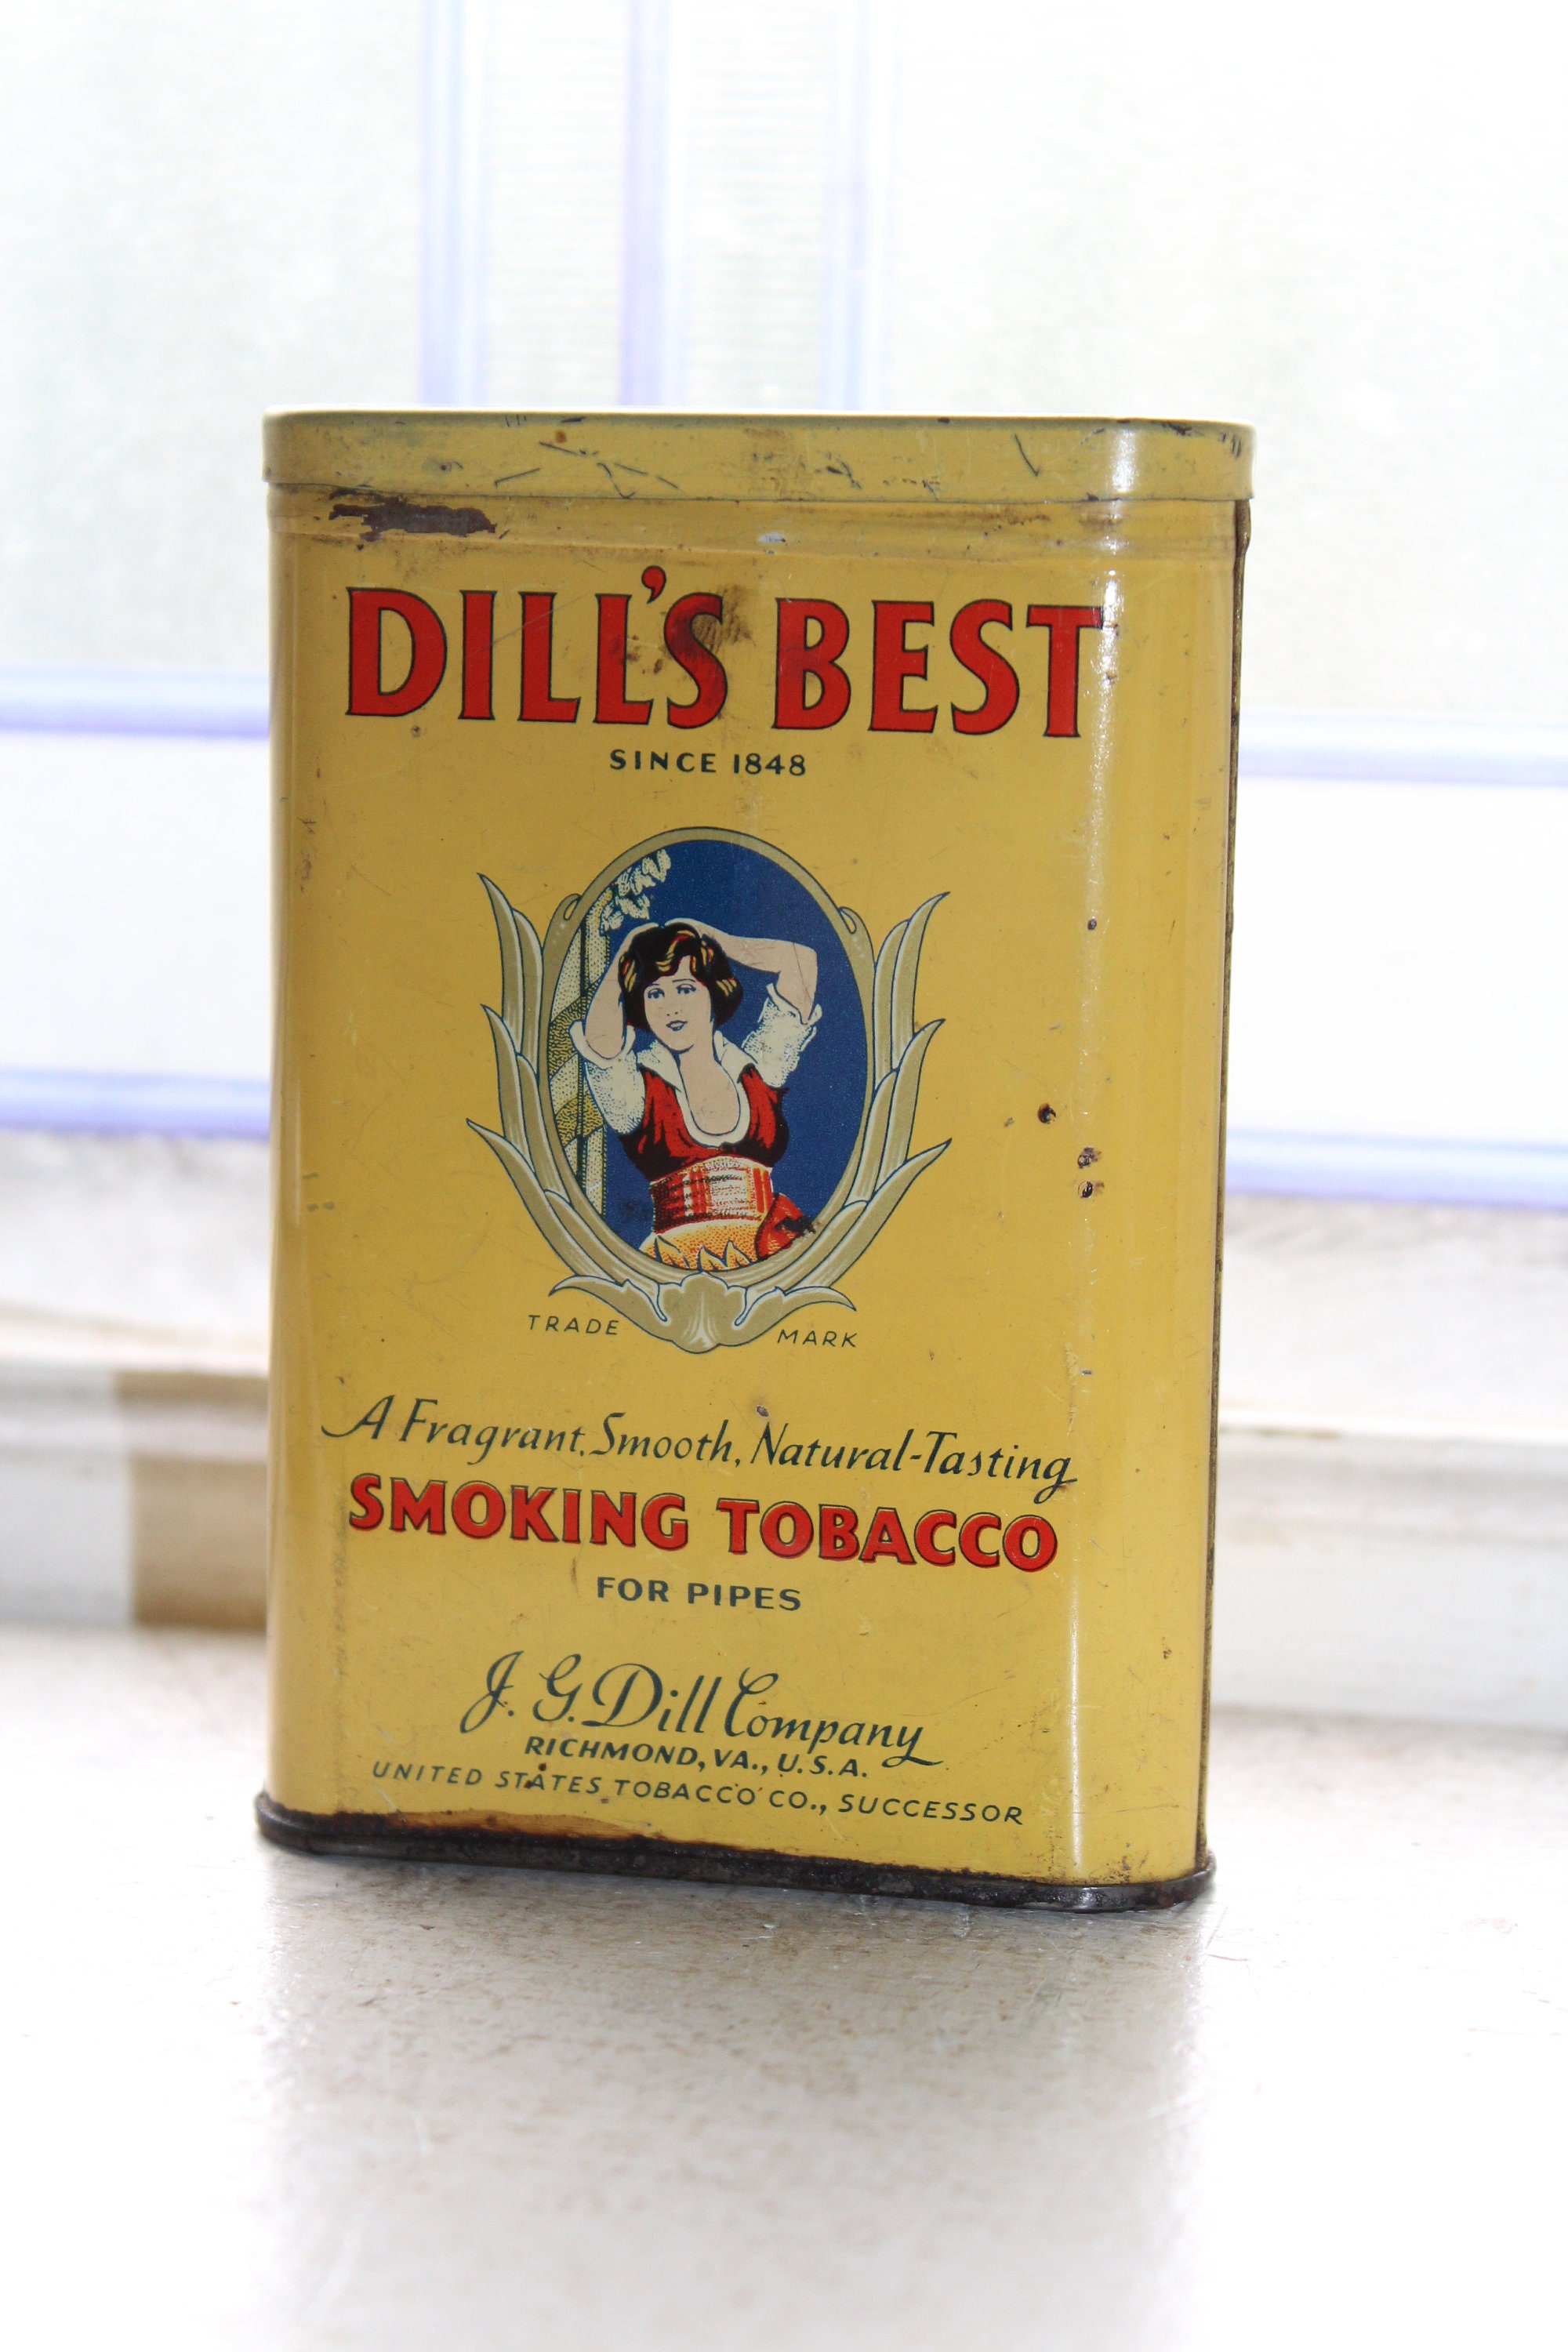 DILL'S BEST
SINCE 1848
TRADE MARK
A Fragrant, Smooth, Natural-Tasting
SMOKING TOBACCO
FOR PIPES
J. G. Dill Company
RICHMOND, VA., U.S.A.
UNITED STATES TOBACCO CO., SUCCESSOR